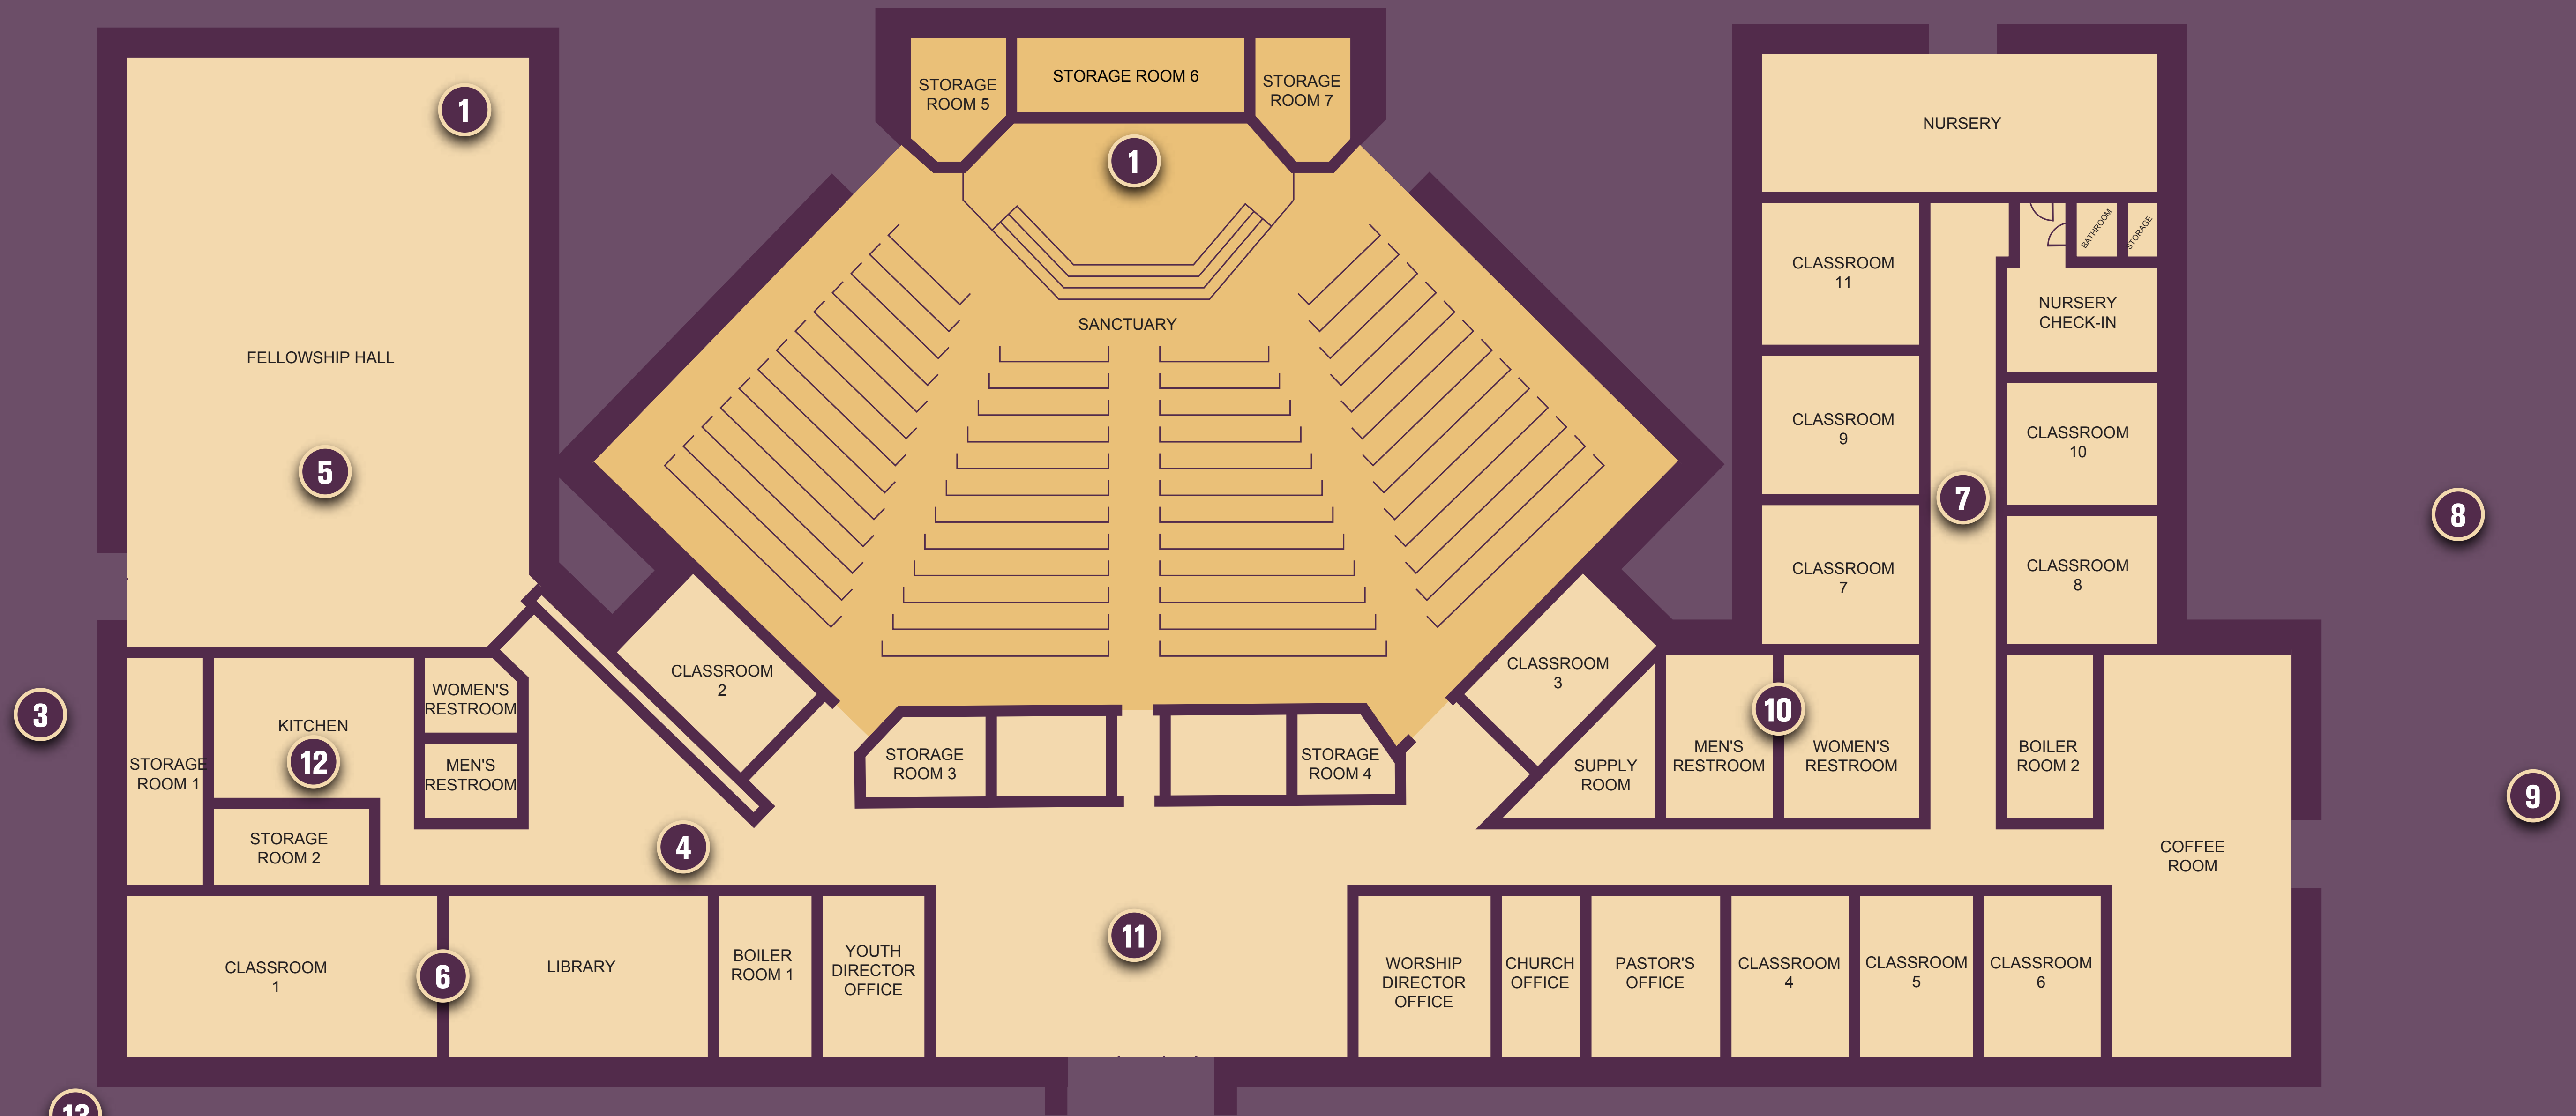 STORAGE
ROOM 5
STORAGE ROOM 6
STORAGE
ROOM 7
1
1
NURSERY
FELLOWSHIP HALL
5
SANCTUARY
CLASSROOM
11
BATHROOM
STORAGE
NURSERY
CHECK-IN
CLASSROOM
9
CLASSROOM
10
7
8
CLASSROOM
7
CLASSROOM
8
3
STORAGE
ROOM 1
KITCHEN
12
WOMEN'S
RESTROOM
MEN'S
RESTROOM
STORAGE
ROOM 2
CLASSROOM
2
4
STORAGE
ROOM 3
STORAGE
ROOM 4
CLASSROOM
3
SUPPLY
ROOM
MEN'S
RESTROOM
10
WOMEN'S
RESTROOM
BOILER
ROOM 2
COFFEE
ROOM
9
CLASSROOM
1
6
LIBRARY
BOILER
ROOM 1
YOUTH
DIRECTOR
OFFICE
11
WORSHIP
DIRECTOR
OFFICE
CHURCH
OFFICE
PASTOR'S
OFFICE
CLASSROOM
4
CLASSROOM
5
CLASSROOM
6
13